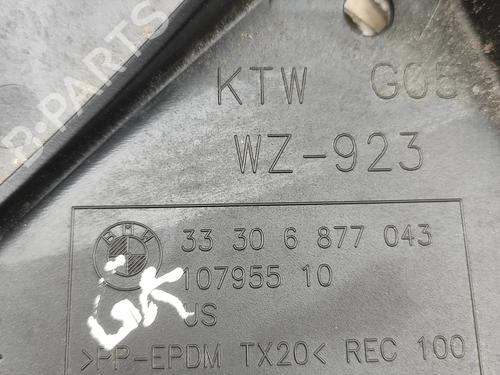 B-PARTS
KTW G05
WZ-923
BMW
33 30 6 877 043
107955 10
US
GK
>PP-EPDM TX20< REC 100